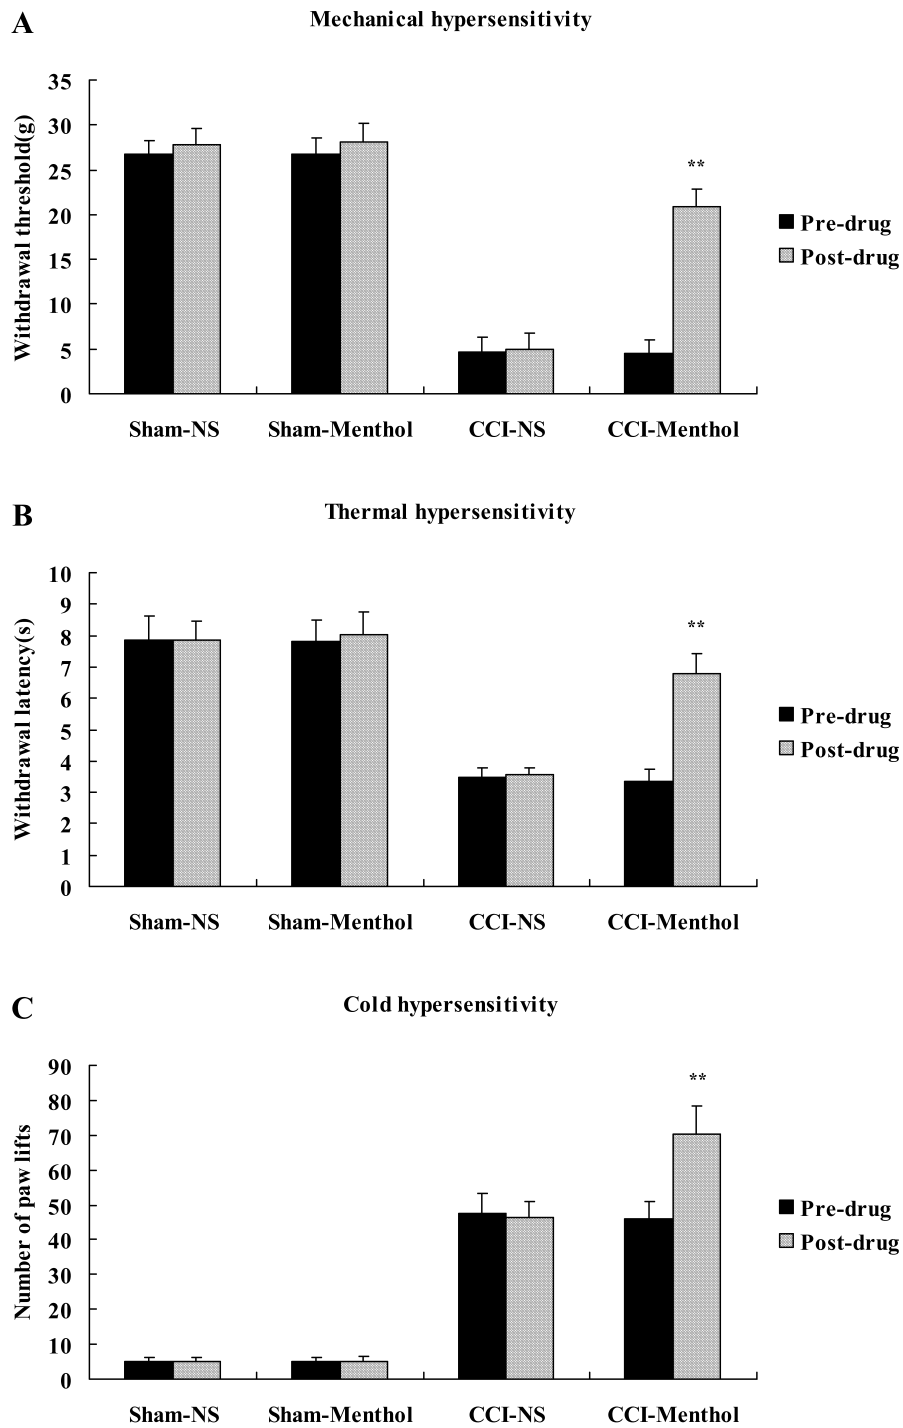 A
Mechanical hypersensitivity
Withdrawal threshold(g)
35
30
25
20
15
10
5
0
**
Pre-drug
Post-drug
Sham-NS Sham-Menthol CCI-NS CCI-Menthol
B
Thermal hypersensitivity
Withdrawal latency(s)
10
9
8
7
6
5
4
3
2
1
0
**
Pre-drug
Post-drug
Sham-NS Sham-Menthol CCI-NS CCI-Menthol
C
Cold hypersensitivity
Number of paw lifts
90
80
70
60
50
40
30
20
10
0
**
Pre-drug
Post-drug
Sham-NS Sham-Menthol CCI-NS CCI-Menthol